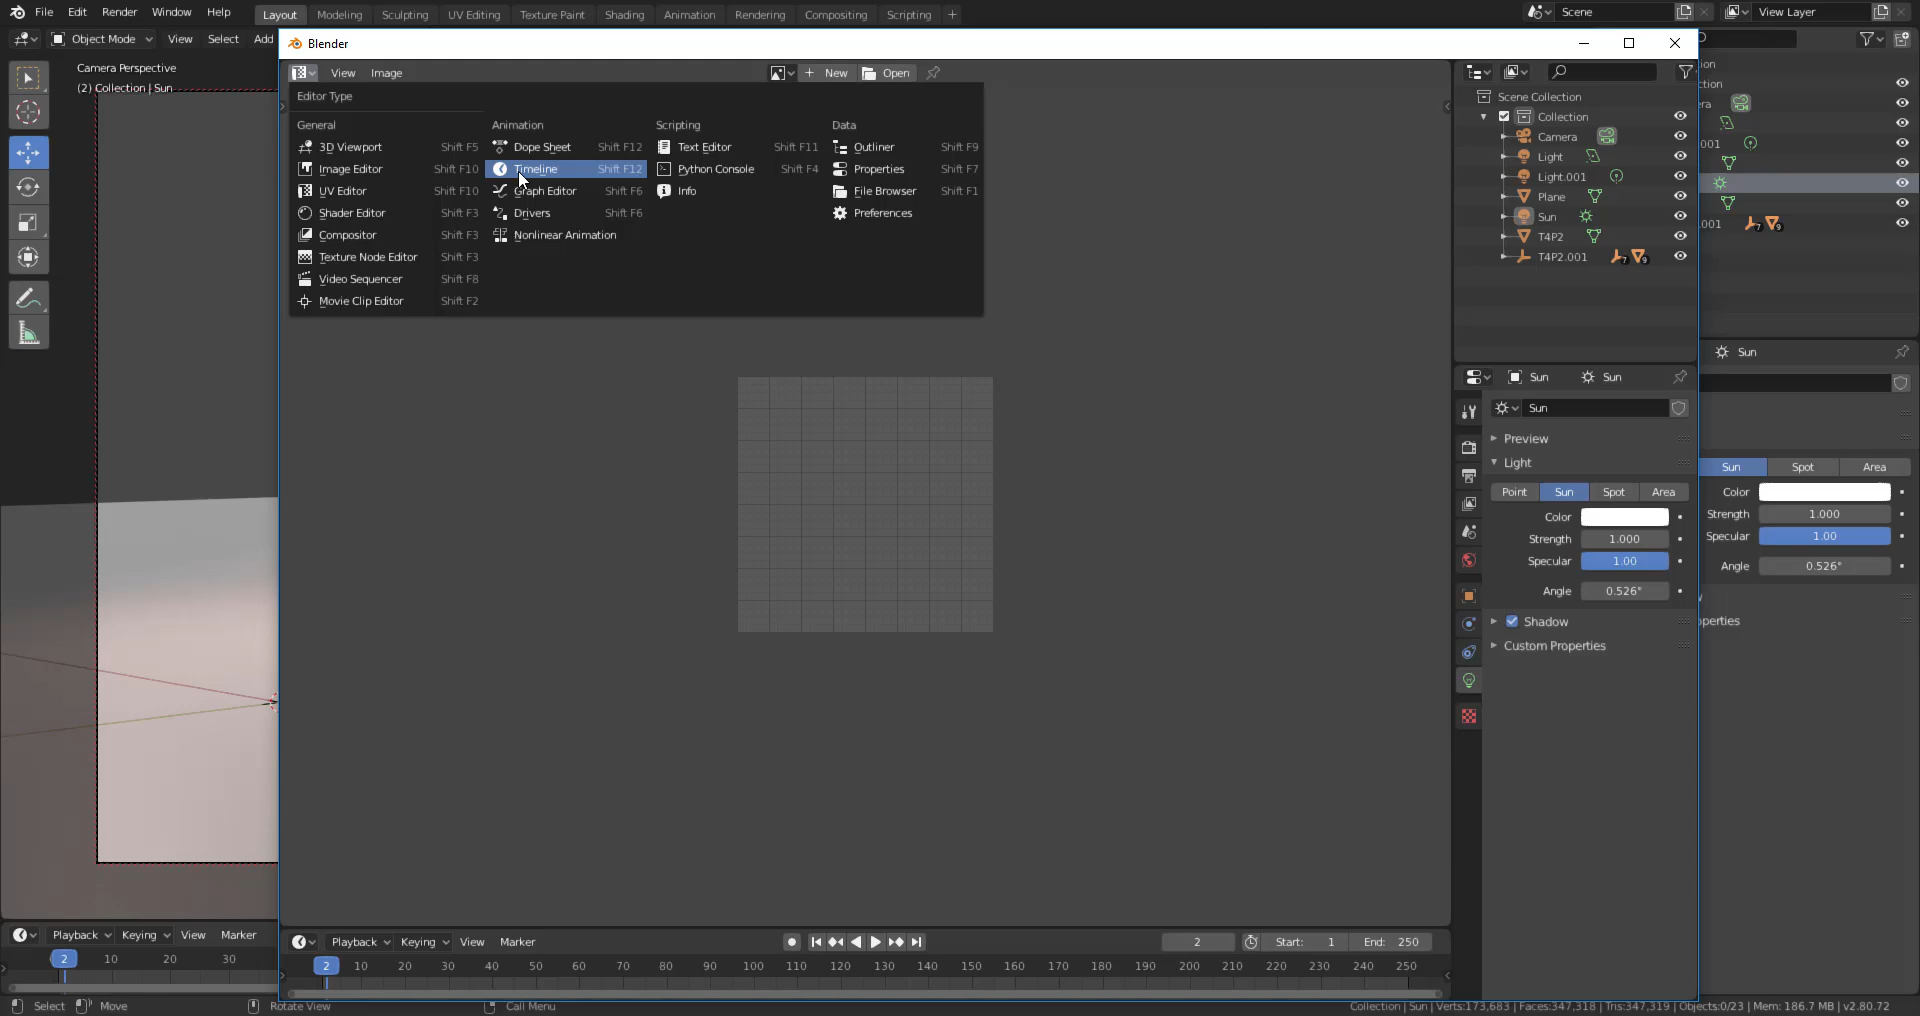 File Edit Render Window Help Layout Modeling Sculpting UV Editing Texture Paint Shading Animation Rendering Compositing Scripting + Scene View Layer
Object Mode View Select Add
Camera Perspective
(2) Collection | Sun
Blender
View Image + New Open
Editor Type
General Animation Scripting Data
3D Viewport Shift F5 Dope Sheet Shift F12 Text Editor Shift F11 Outliner Shift F9
Image Editor Shift F10 Timeline Shift F12 Python Console Shift F4 Properties Shift F7
UV Editor Shift F10 Graph Editor Shift F6 Info File Browser Shift F1
Shader Editor Shift F3 Drivers Shift F6 Preferences
Compositor Shift F3 Nonlinear Animation
Texture Node Editor Shift F3
Video Sequencer Shift F8
Movie Clip Editor Shift F2
Scene Collection
Collection
Camera
Light
Light.001
Plane
Sun
T4P2
T4P2.001 7 9
Sun Sun
Sun
Preview
Light
Point Sun Spot Area
Color
Strength 1.000
Specular 1.00
Angle 0.526°
Shadow
Custom Properties
ion
ction
era
001
.001 7 9
Sun
Sun Spot Area
Color
Strength 1.000
Specular 1.00
Angle 0.526°
perties
Playback Keying View Marker
2 10 20 30
Playback Keying View Marker 2 Start: 1 End: 250
2 10 20 30 40 50 60 70 80 90 100 110 120 130 140 150 160 170 180 190 200 210 220 230 240 250
Select Move Rotate View Call Menu Collection | Sun | Verts:173,683 | Faces:347,318 | Tris:347,319 | Objects:0/23 | Mem: 186.7 MB | v2.80.72